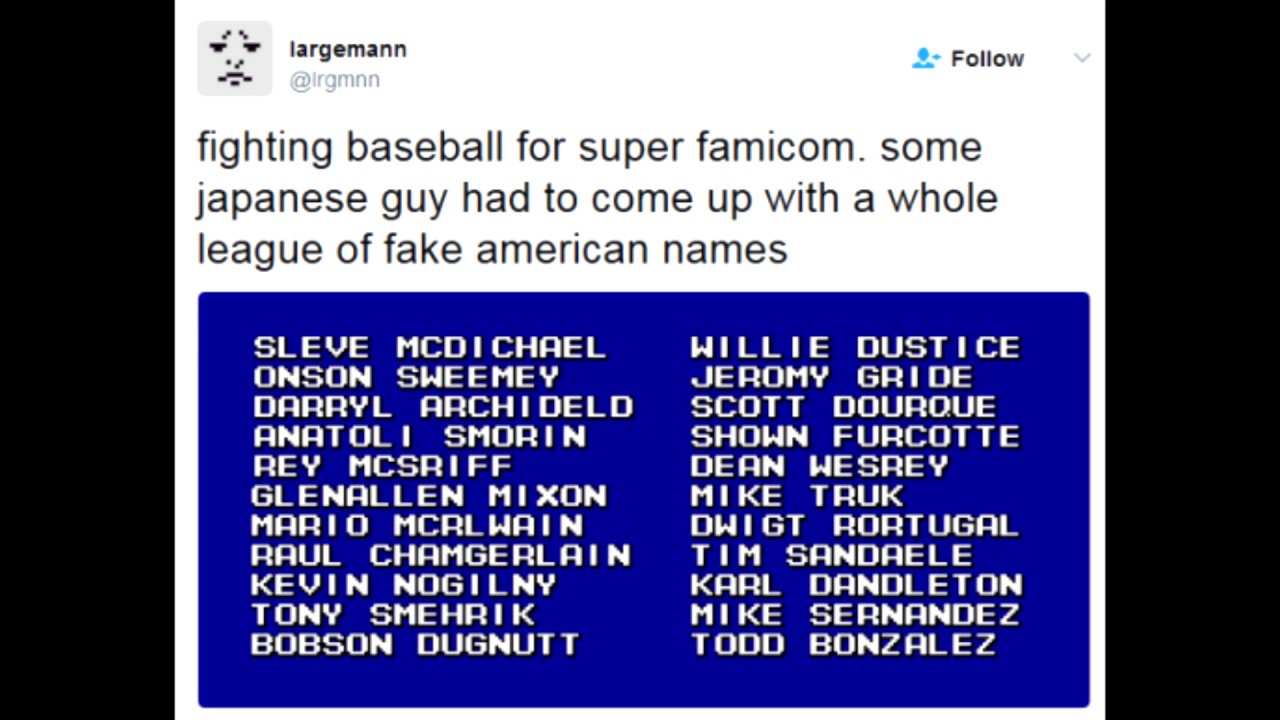 largemann
@lrgmnn
Follow
fighting baseball for super famicom. some
japanese guy had to come up with a whole
league of fake american names
SLEVE MCDICHAEL
ONSON SWEEMEY
DARRYL ARCHIDELD
ANATOLI SMORIN
REY MCSRIFF
GLENALLEN MIXON
MARIO MCRLWAIN
RAUL CHAMGERLAIN
KEVIN NOGILNY
TONY SMEHRIK
BOBSON DUGNUTT
WILLIE DUSTICE
JEROMY GRIDE
SCOTT DOURQUE
SHOWN FURCOTTE
DEAN WESREY
MIKE TRUK
DWIGT RORTUGAL
TIM SANDAELE
KARL DANDLETON
MIKE SERNANDEZ
TODD BONZALEZ